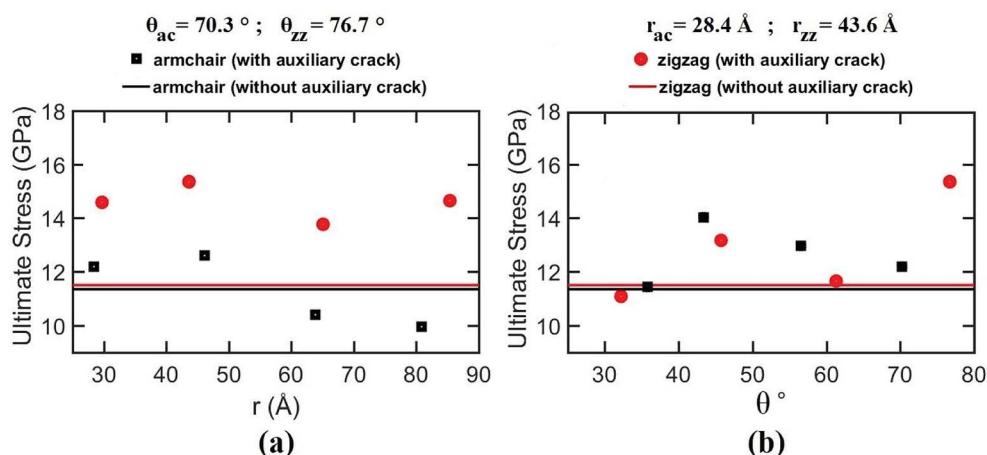 θac= 70.3 ° ; θzz= 76.7 °
armchair (with auxiliary crack)
armchair (without auxiliary crack)
18
16
14
12
10
Ultimate Stress (GPa)
30 40 50 60 70 80 90
r (Å)
(a)
rac= 28.4 Å ; rzz= 43.6 Å
zigzag (with auxiliary crack)
zigzag (without auxiliary crack)
18
16
14
12
10
Ultimate Stress (GPa)
30 40 50 60 70 80
θ °
(b)